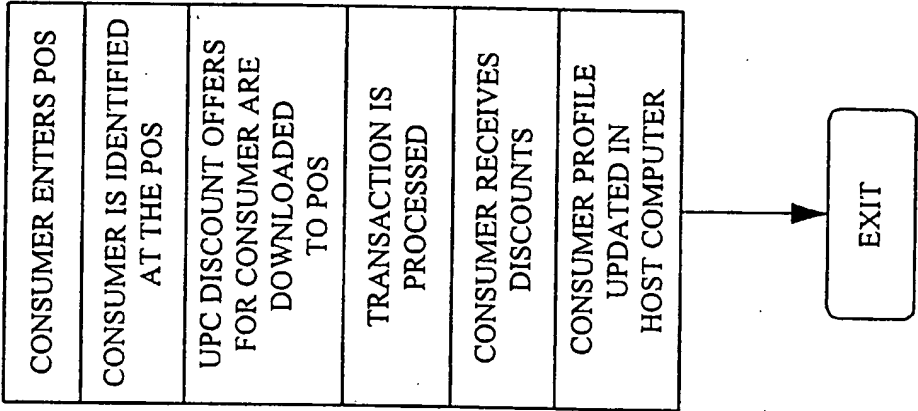 CONSUMER ENTERS POS
CONSUMER IS IDENTIFIED
AT THE POS
UPC DISCOUNT OFFERS
FOR CONSUMER ARE
DOWNLOADED
TO POS
TRANSACTION IS
PROCESSED
CONSUMER RECEIVES
DISCOUNTS
CONSUMER PROFILE
UPDATED IN
HOST COMPUTER
EXIT